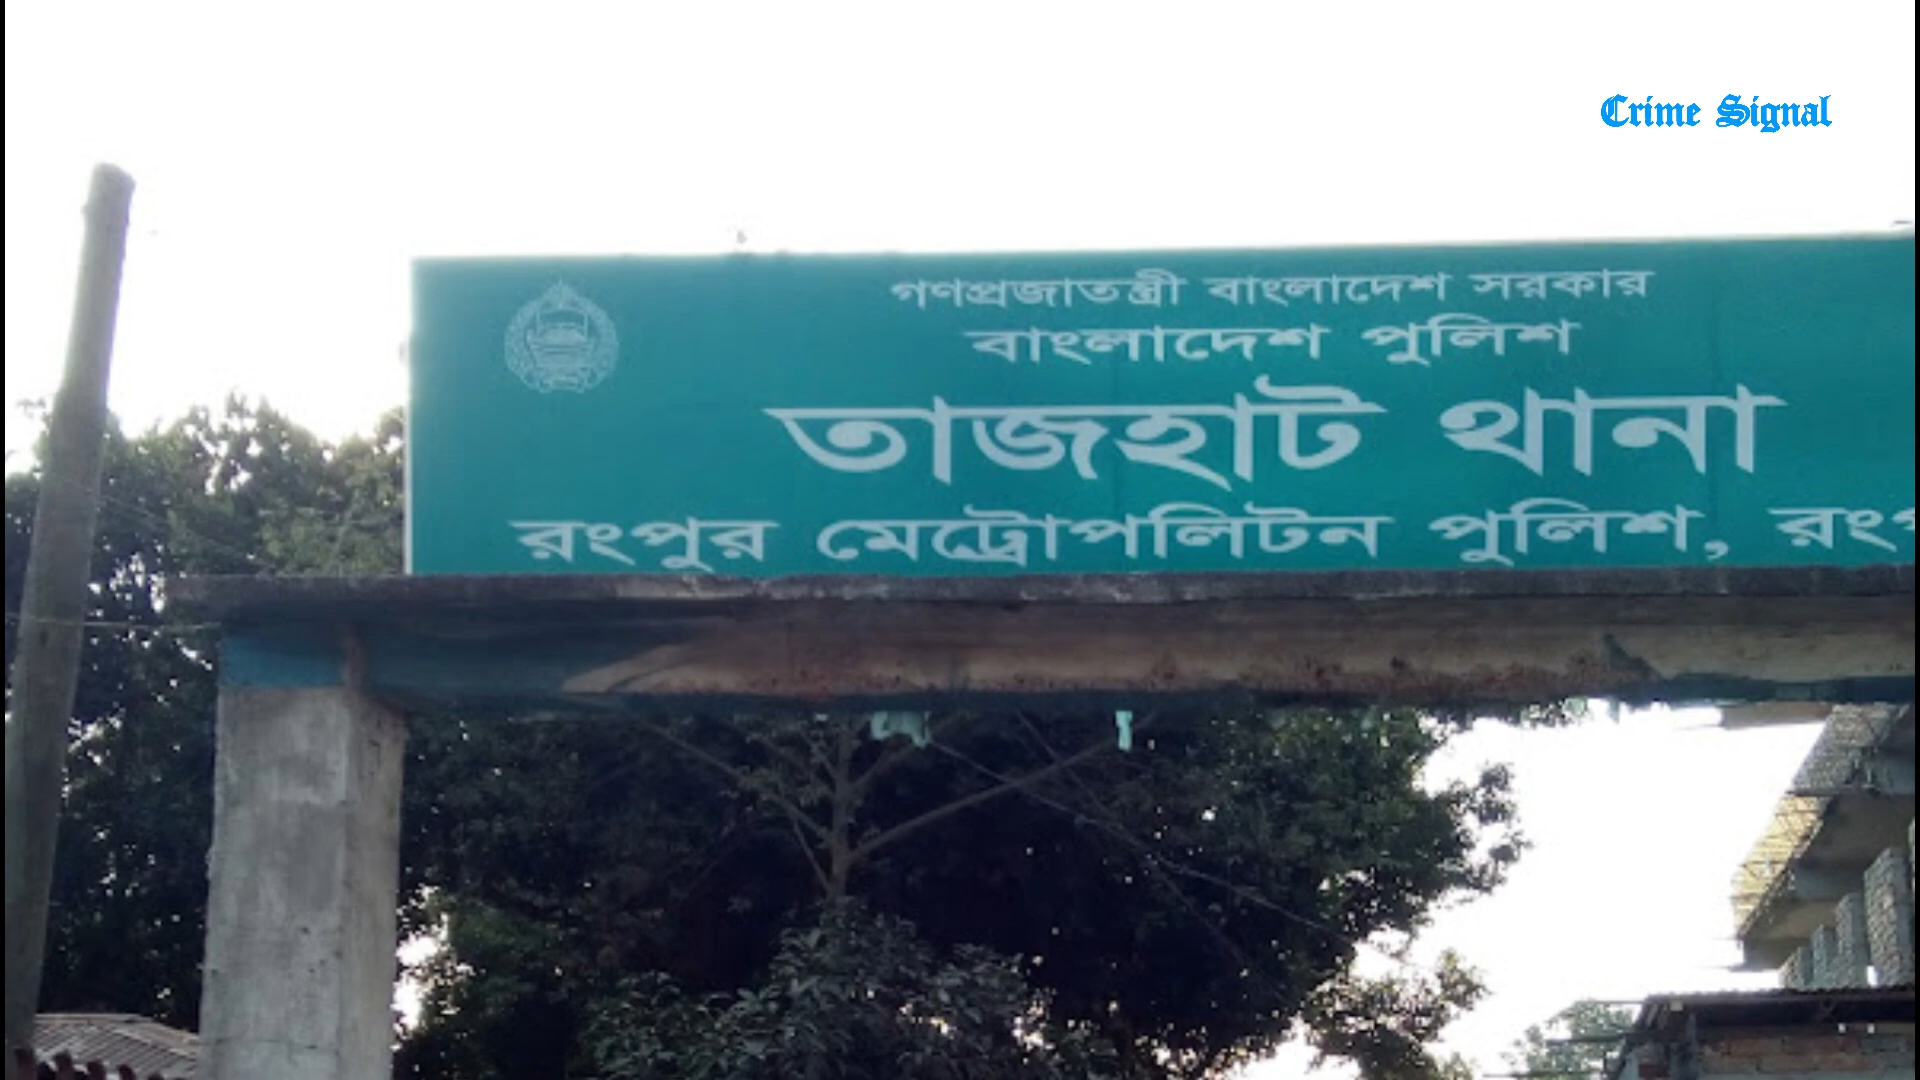 Crime Signal
গণপ্রজাতন্ত্রী বাংলাদেশ সরকার
বাংলাদেশ পুলিশ
তাজহাট থানা
রংপুর মেট্রোপলিটন পুলিশ,